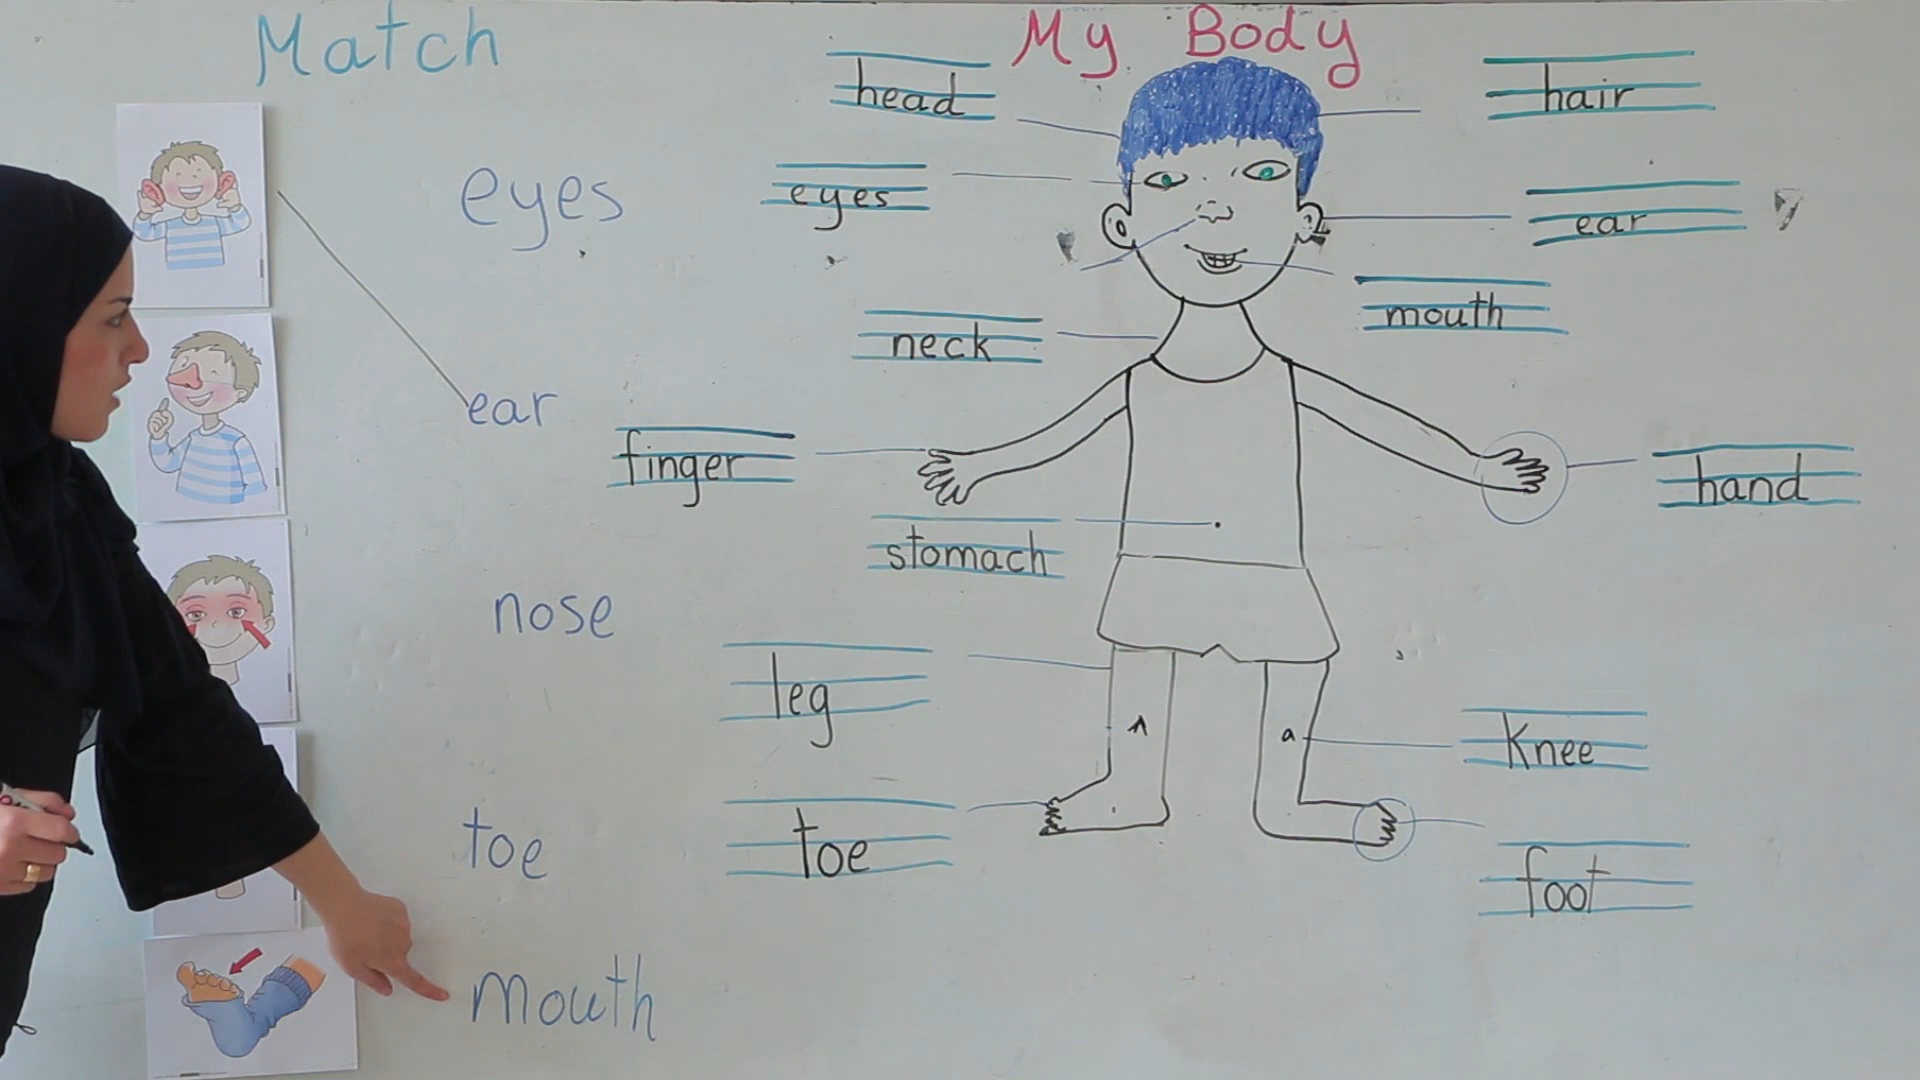 Match
eyes
ear
nose
toe
mouth
My Body
head
hair
eyes
ear
mouth
neck
finger
hand
stomach
leg
Knee
toe
foot